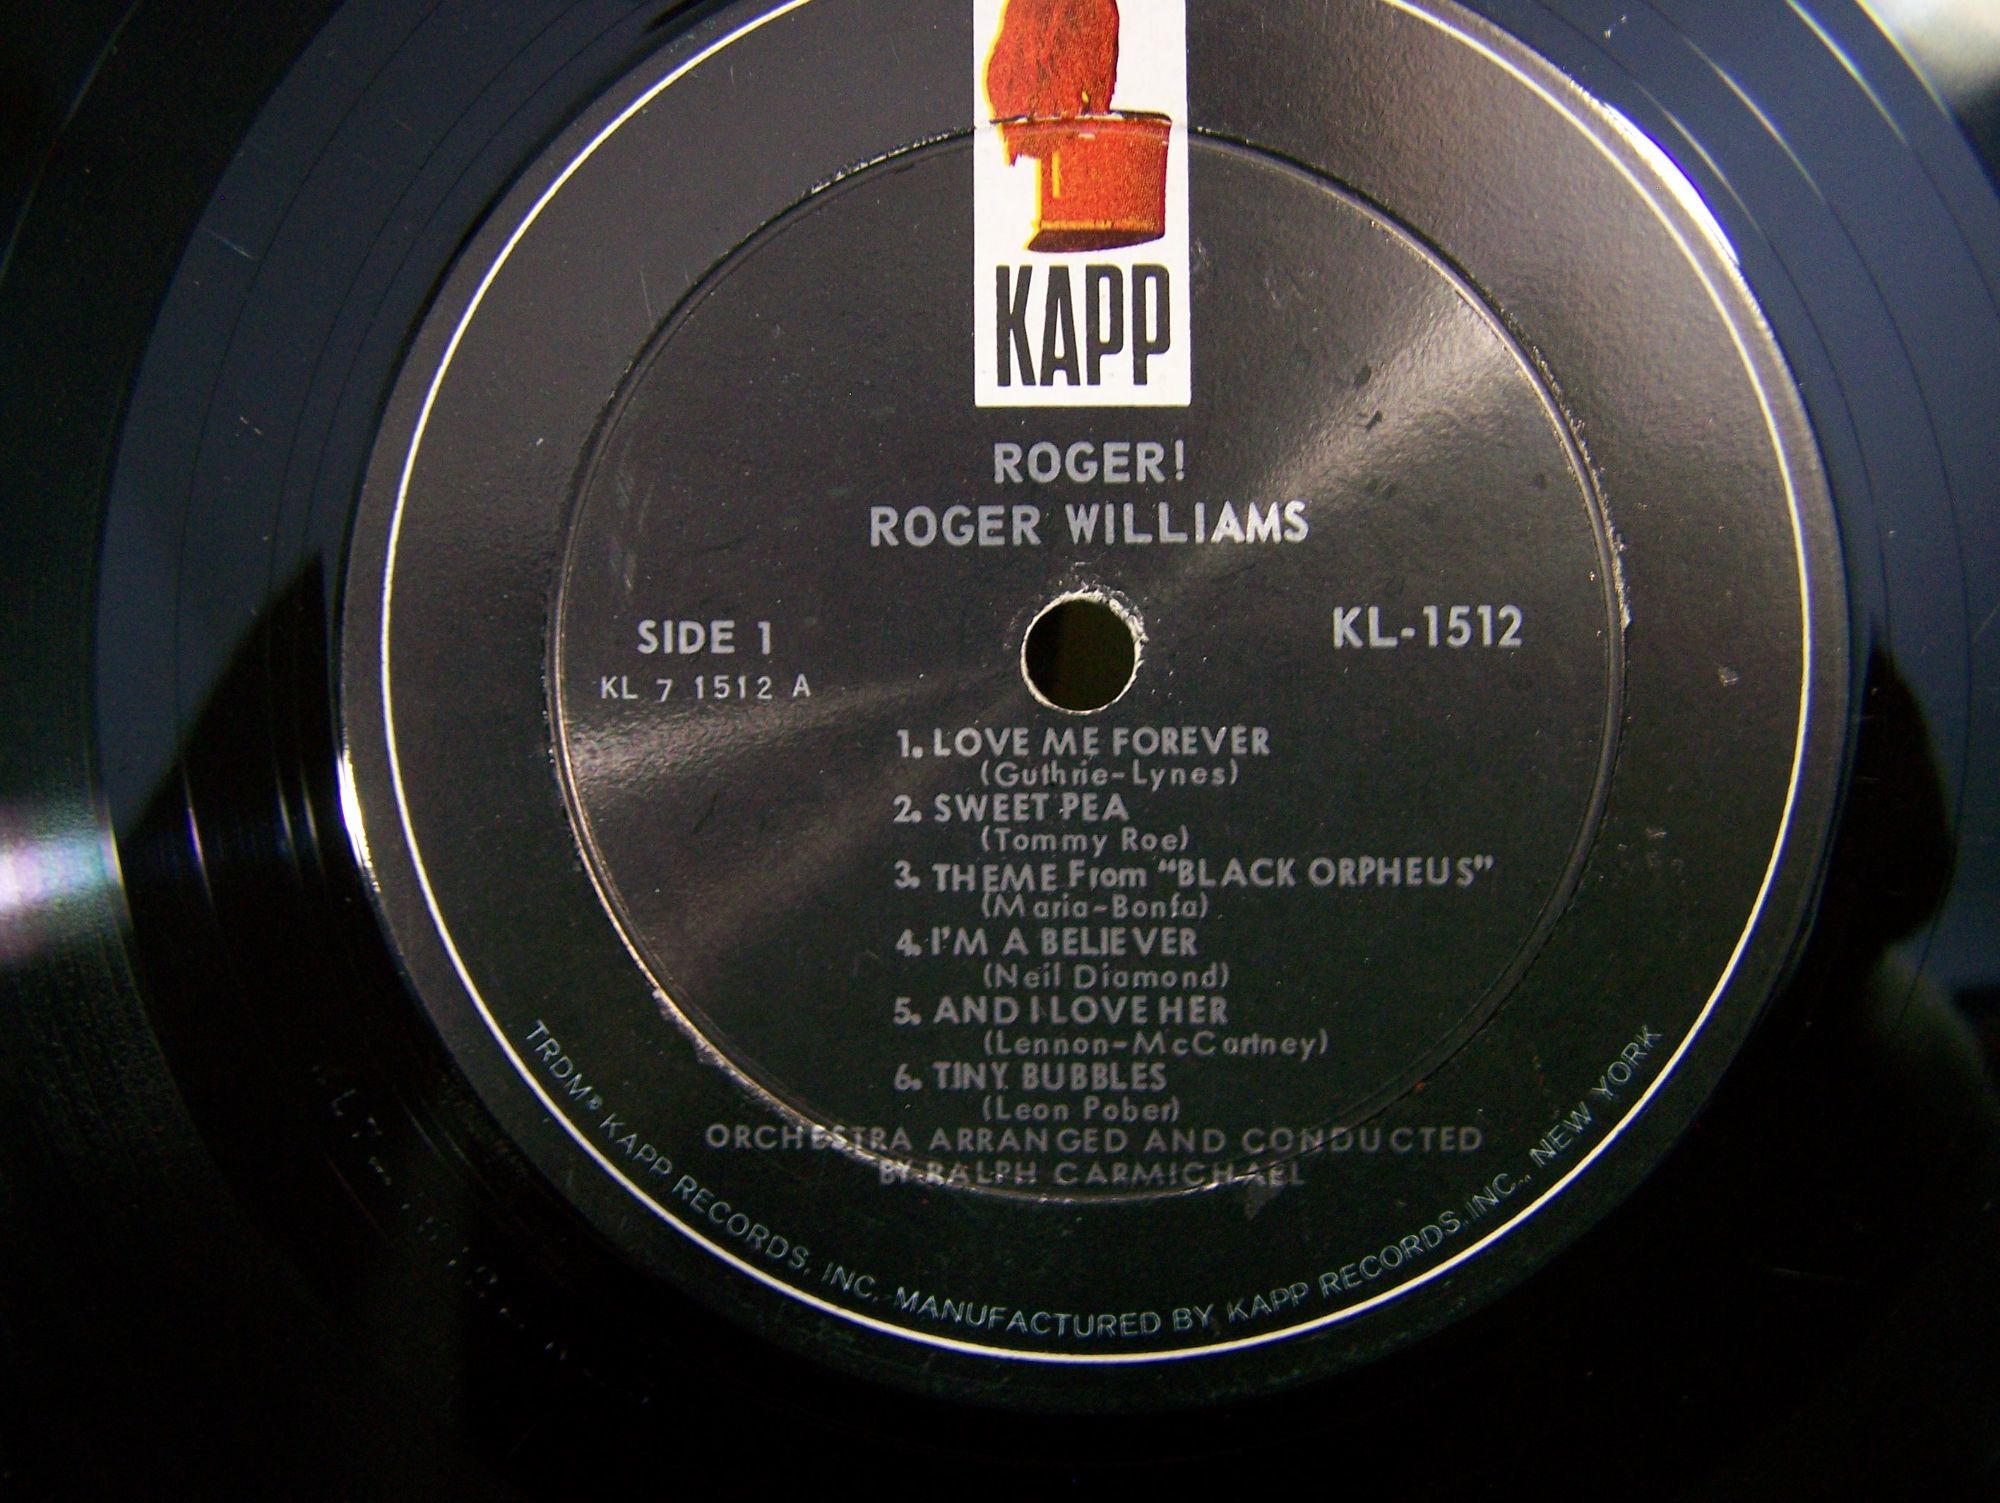 KAPP
ROGER!
ROGER WILLIAMS
SIDE 1
KL-1512
KL 7 1512 A
1. LOVE ME FOREVER
(Guthrie-Lynes)
2. SWEET PEA
(Tommy Roe)
3. THEME From "BLACK ORPHEUS"
(Maria-Bonfa)
4. I'M A BELIEVER
(Neil Diamond)
5. AND I LOVE HER
(Lennon-McCartney)
6. TINY BUBBLES
(Leon Pober)
ORCHESTRA ARRANGED AND CONDUCTED
BY RALPH CARMICHAEL
TRDM® KAPP RECORDS, INC. MANUFACTURED BY KAPP RECORDS, INC., NEW YORK